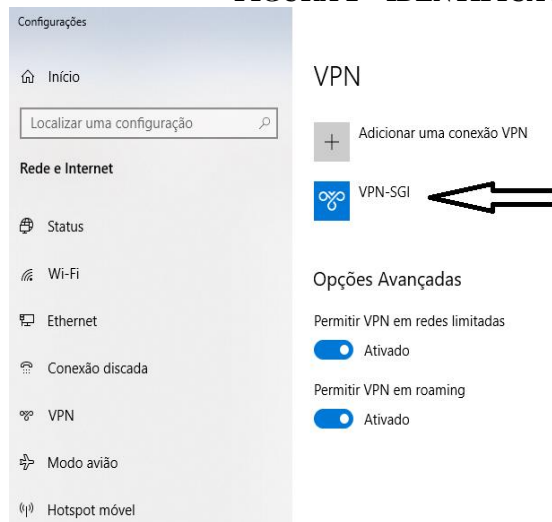 Configurações
Início
Localizar uma configuração
Rede e Internet
Status
Wi-Fi
Ethernet
Conexão discada
VPN
Modo avião
Hotspot móvel
VPN
Adicionar uma conexão VPN
VPN-SGI
Opções Avançadas
Permitir VPN em redes limitadas
Ativado
Permitir VPN em roaming
Ativado